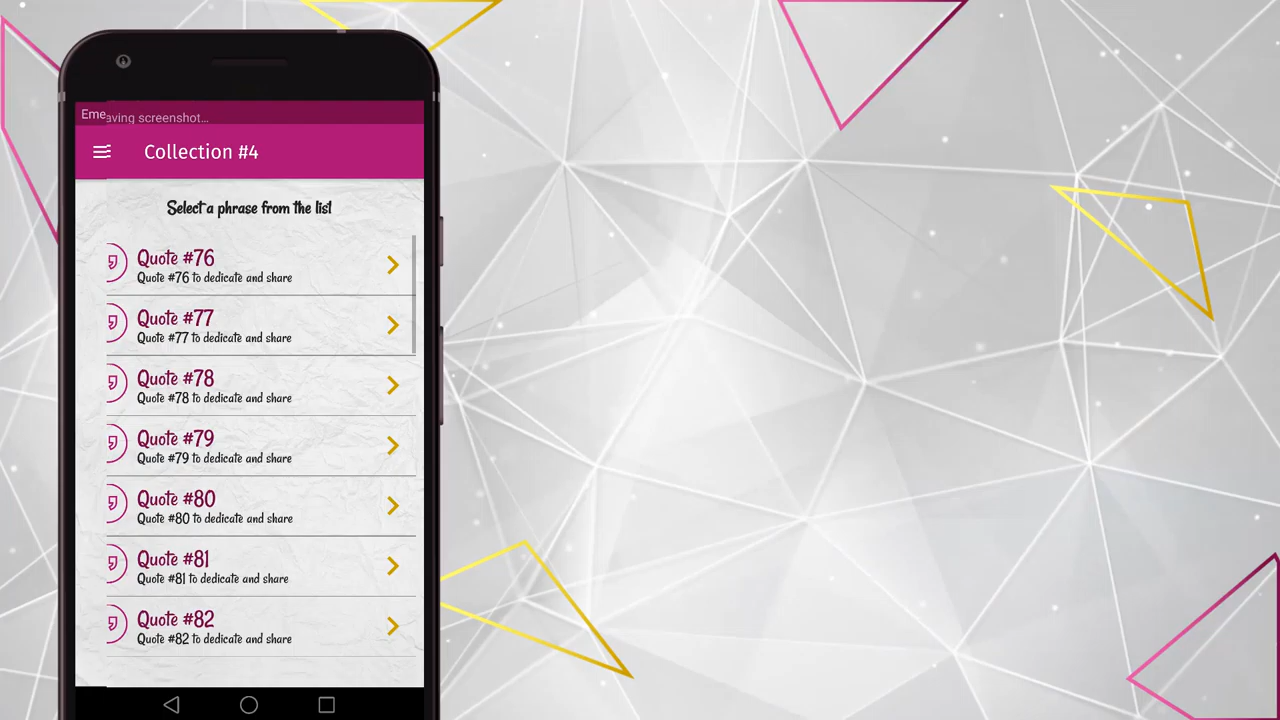 Eme
aving screenshot...
Collection #4
Select a phrase from the list
Quote #76
Quote #76 to dedicate and share
Quote #77
Quote #77 to dedicate and share
Quote #78
Quote #78 to dedicate and share
Quote #79
Quote #79 to dedicate and share
Quote #80
Quote #80 to dedicate and share
Quote #81
Quote #81 to dedicate and share
Quote #82
Quote #82 to dedicate and share